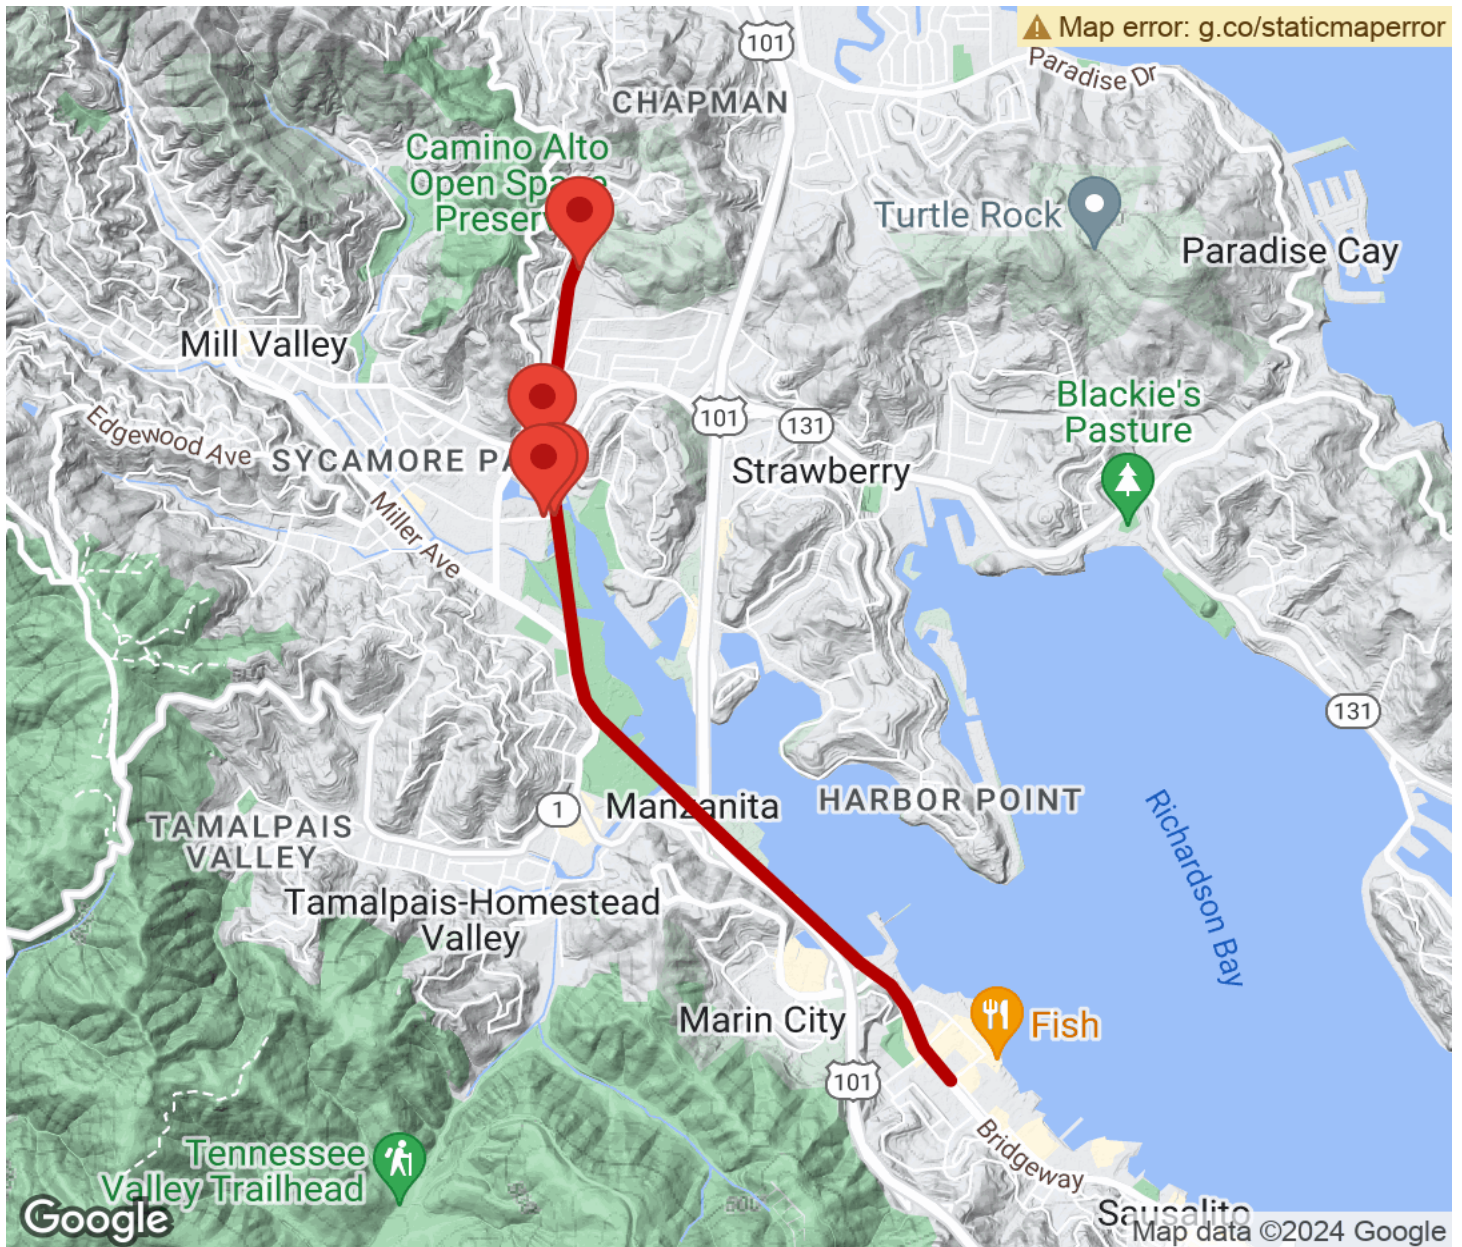 Map error: g.co/staticmaperror
101
Paradise Dr
CHAPMAN
Camino Alto
Open Space
Preser
Turtle Rock
Paradise Cay
Mill Valley
Blackie's
Pasture
101
131
Edgewood Ave
SYCAMORE PA
Strawberry
Miller Ave
131
1
Manzanita
HARBOR POINT
TAMALPAIS
VALLEY
Richardson Bay
Tamalpais-Homestead
Valley
Marin City
Fish
101
Bridgeway
Tennessee
Valley Trailhead
Sausalito
Google
Map data ©2024 Google